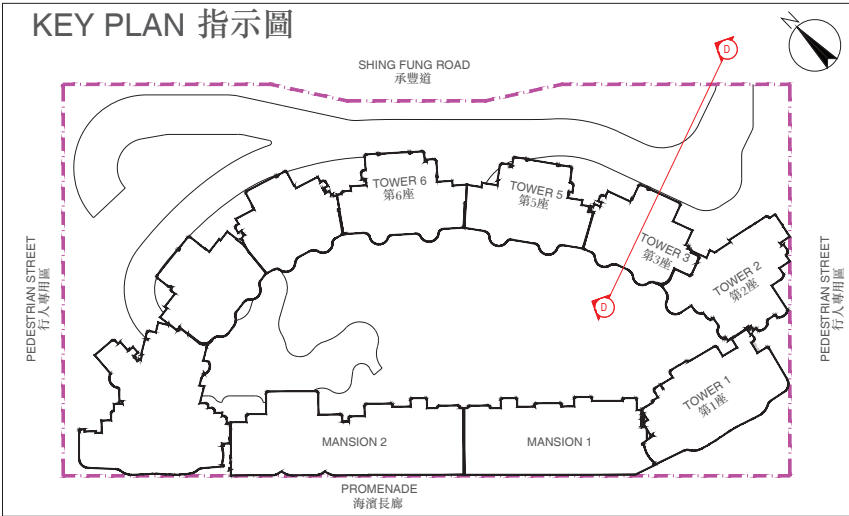 KEY PLAN 指示圖
N
D
SHING FUNG ROAD
承豐道
TOWER 6
第6座
TOWER 5
第5座
TOWER 3
第3座
TOWER 2
第2座
PEDESTRIAN STREET
行人專用區
PEDESTRIAN STREET
行人專用區
D
TOWER 1
第1座
MANSION 2
MANSION 1
PROMENADE
海濱長廊